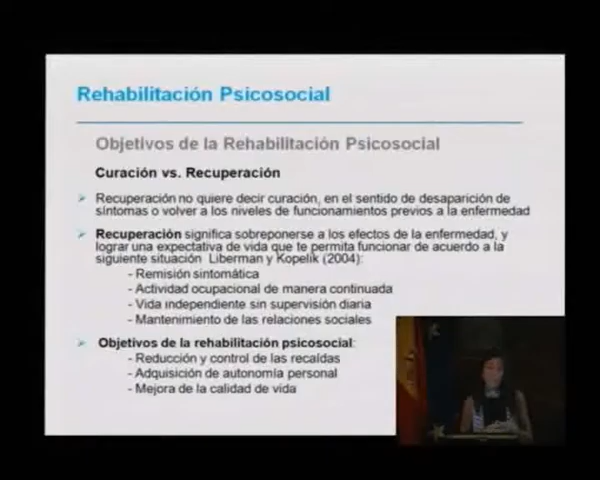 Rehabilitación Psicosocial
Objetivos de la Rehabilitación Psicosocial
Curación vs. Recuperación
➢ Recuperación no quiere decir curación, en el sentido de desaparición de
síntomas o volver a los niveles de funcionamientos previos a la enfermedad
➢ Recuperación significa sobreponerse a los efectos de la enfermedad, y
lograr una expectativa de vida que te permita funcionar de acuerdo a la
siguiente situación Liberman y Kopelik (2004):
- Remisión sintomática
- Actividad ocupacional de manera continuada
- Vida independiente sin supervisión diaria
- Mantenimiento de las relaciones sociales
➢ Objetivos de la rehabilitación psicosocial:
- Reducción y control de las recaídas
- Adquisición de autonomía personal
- Mejora de la calidad de vida